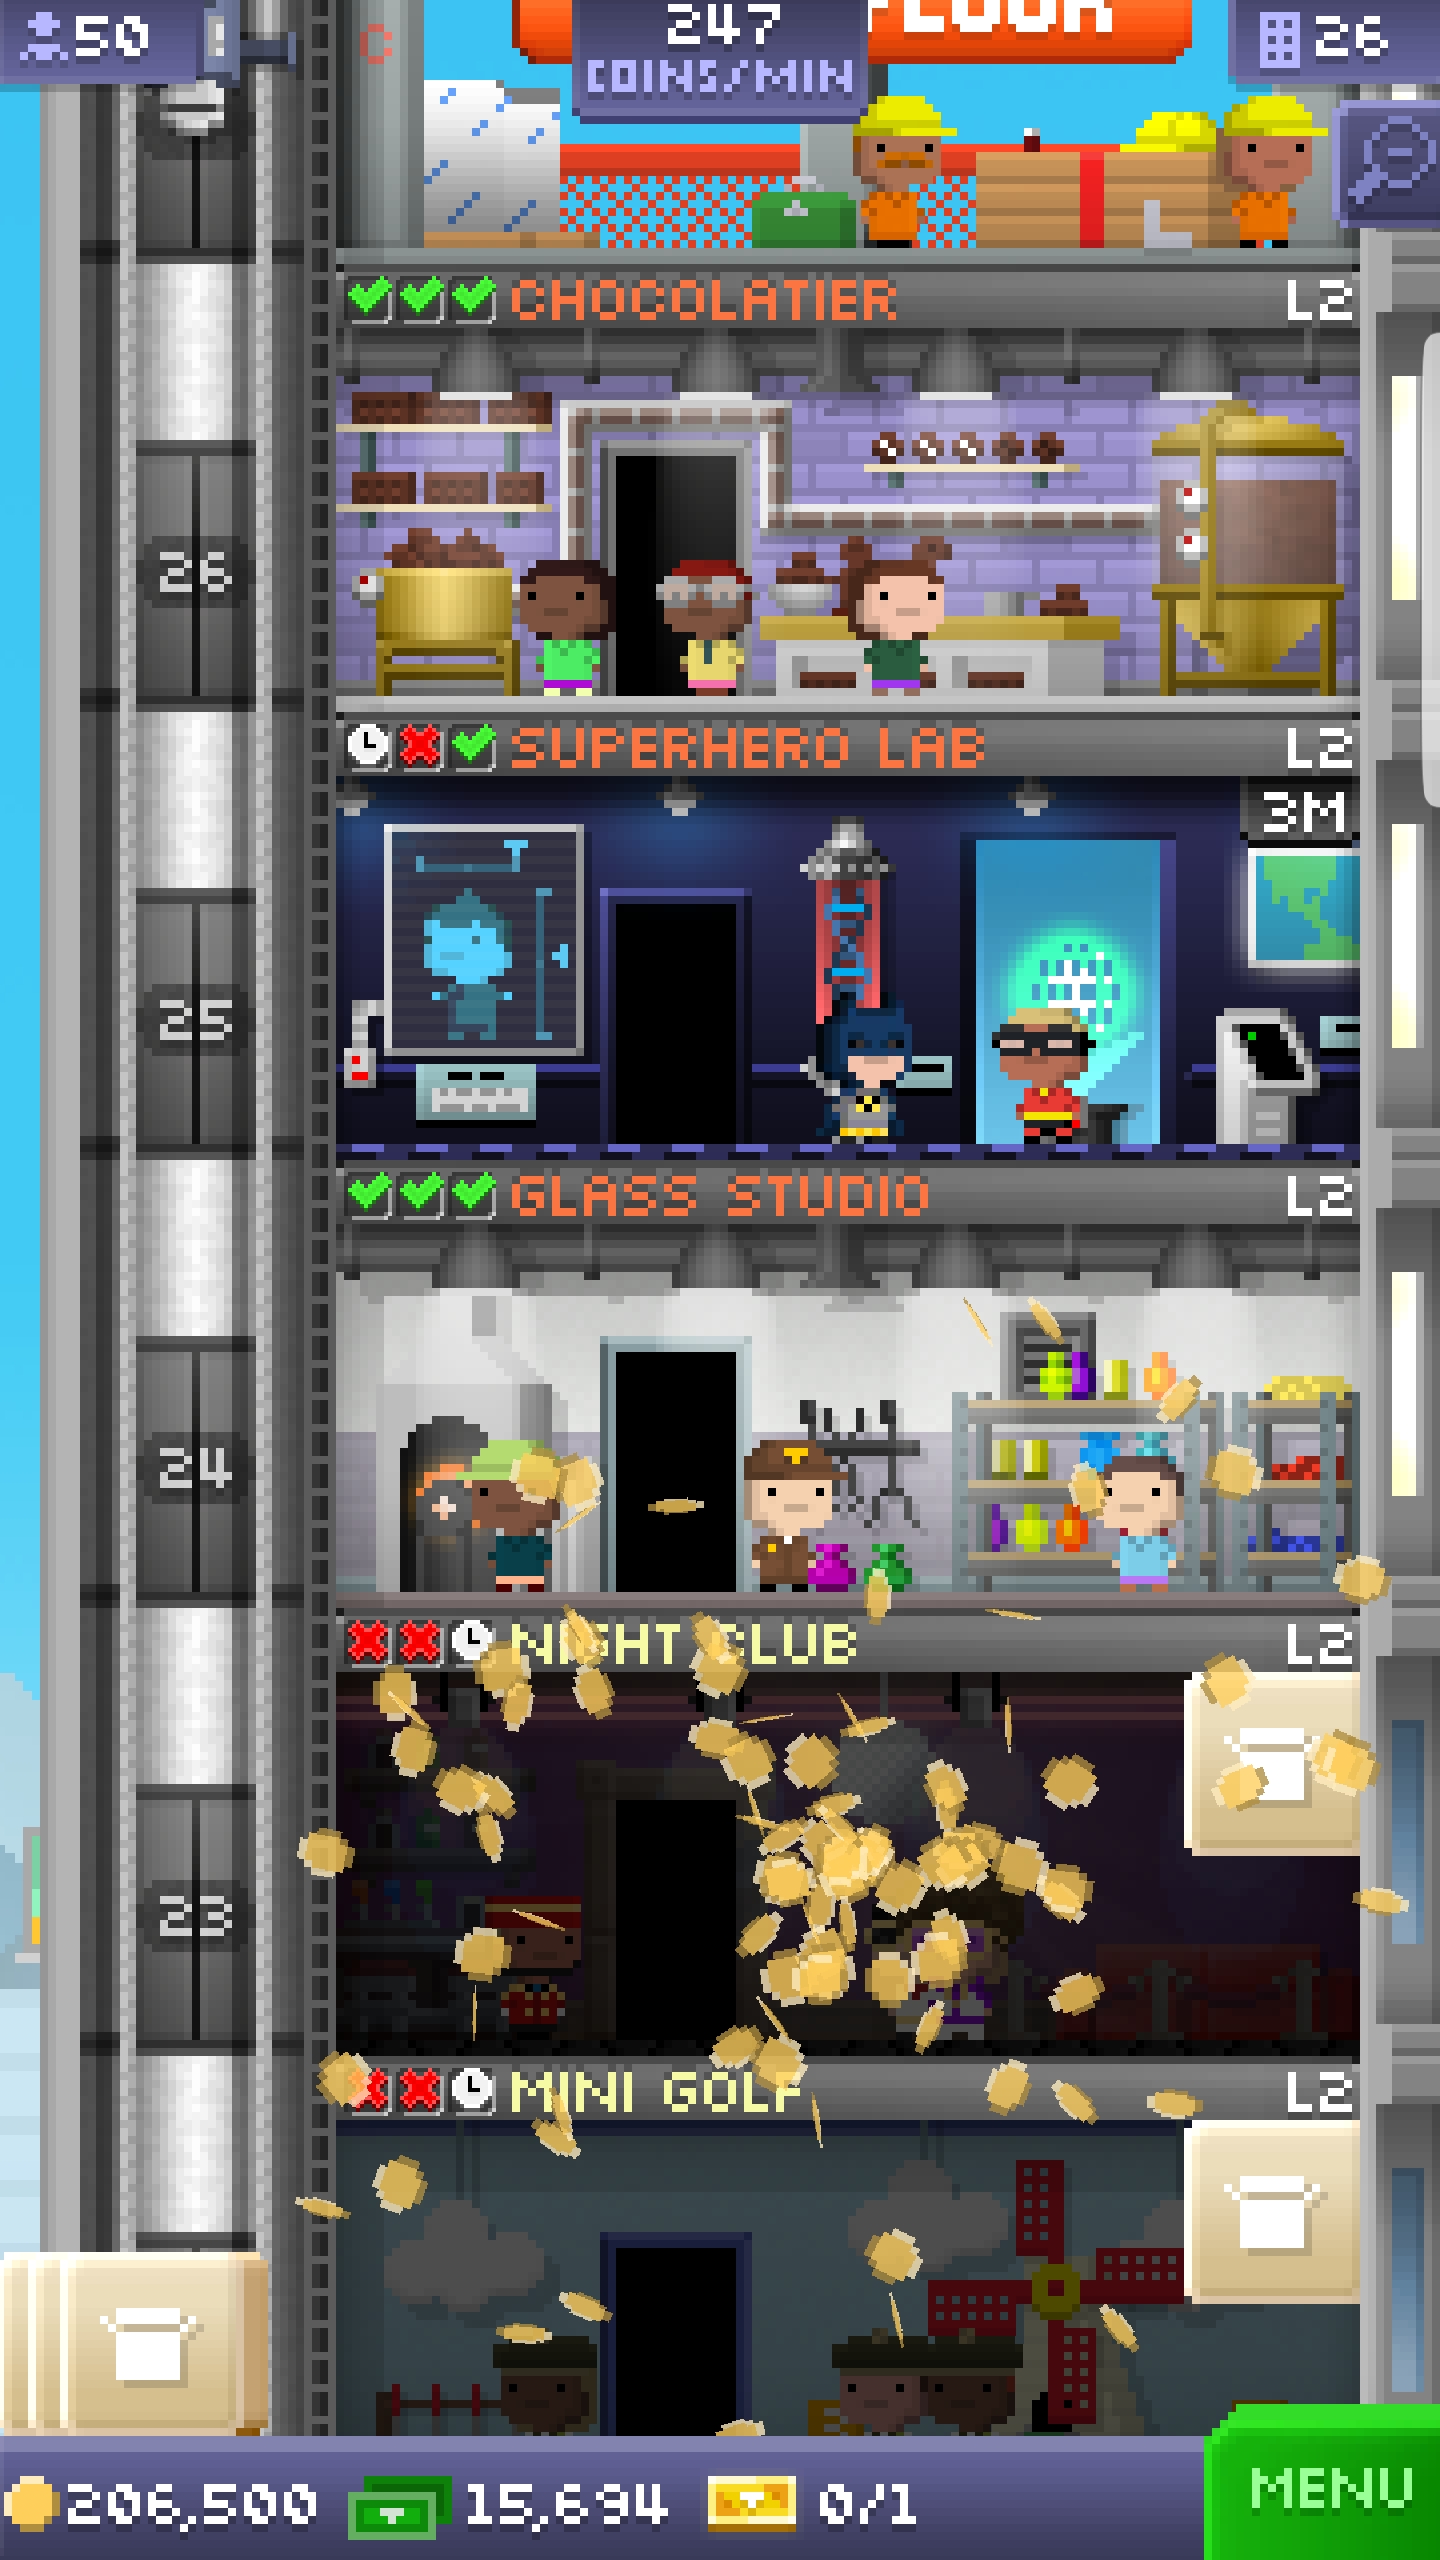 50
247
COINS/MIN
26
CHOCOLATIER L2
26
SUPERHERO LAB L2
3M
25
GLASS STUDIO L2
24
NIGHT CLUB L2
23
MINI GOLF L2
206,500 15,694 0/1 MENU